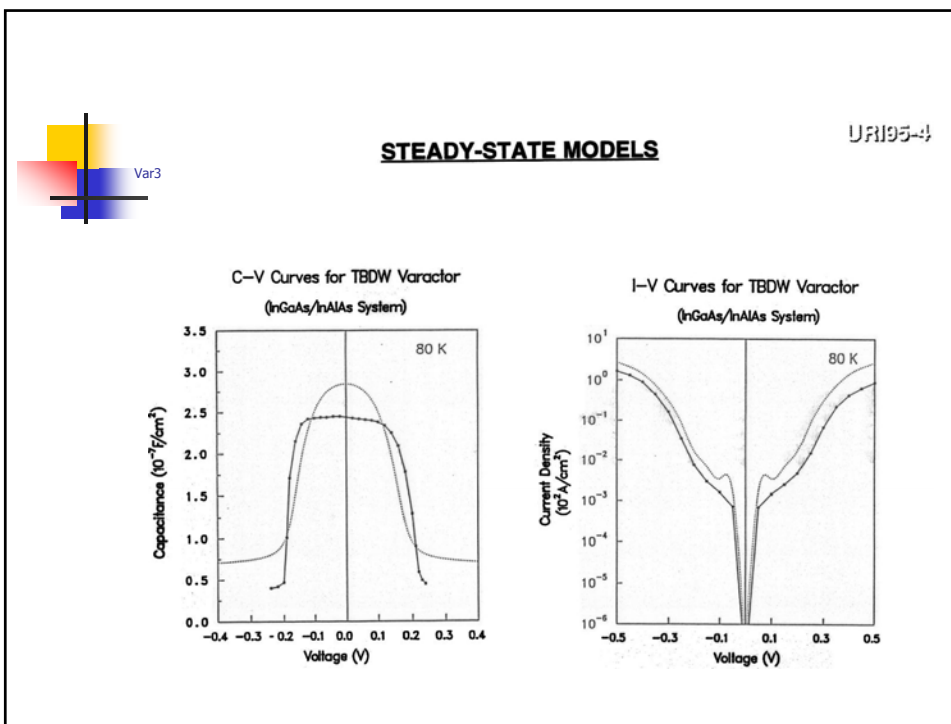 URI95-4
STEADY-STATE MODELS
Var3
C-V Curves for TBDW Varactor
(InGaAs/InAlAs System)
80 K
3.5
3.0
2.5
2.0
1.5
1.0
0.5
0.0
Capacitance (10⁻⁷F/cm²)
-0.4 -0.3 -0.2 -0.1 0.0 0.1 0.2 0.3 0.4
Voltage (V)
I-V Curves for TBDW Varactor
(InGaAs/InAlAs System)
80 K
10¹
10⁰
10⁻¹
10⁻²
10⁻³
10⁻⁴
10⁻⁵
10⁻⁶
Current Density
(10²A/cm²)
-0.5 -0.3 -0.1 0.1 0.3 0.5
Voltage (V)